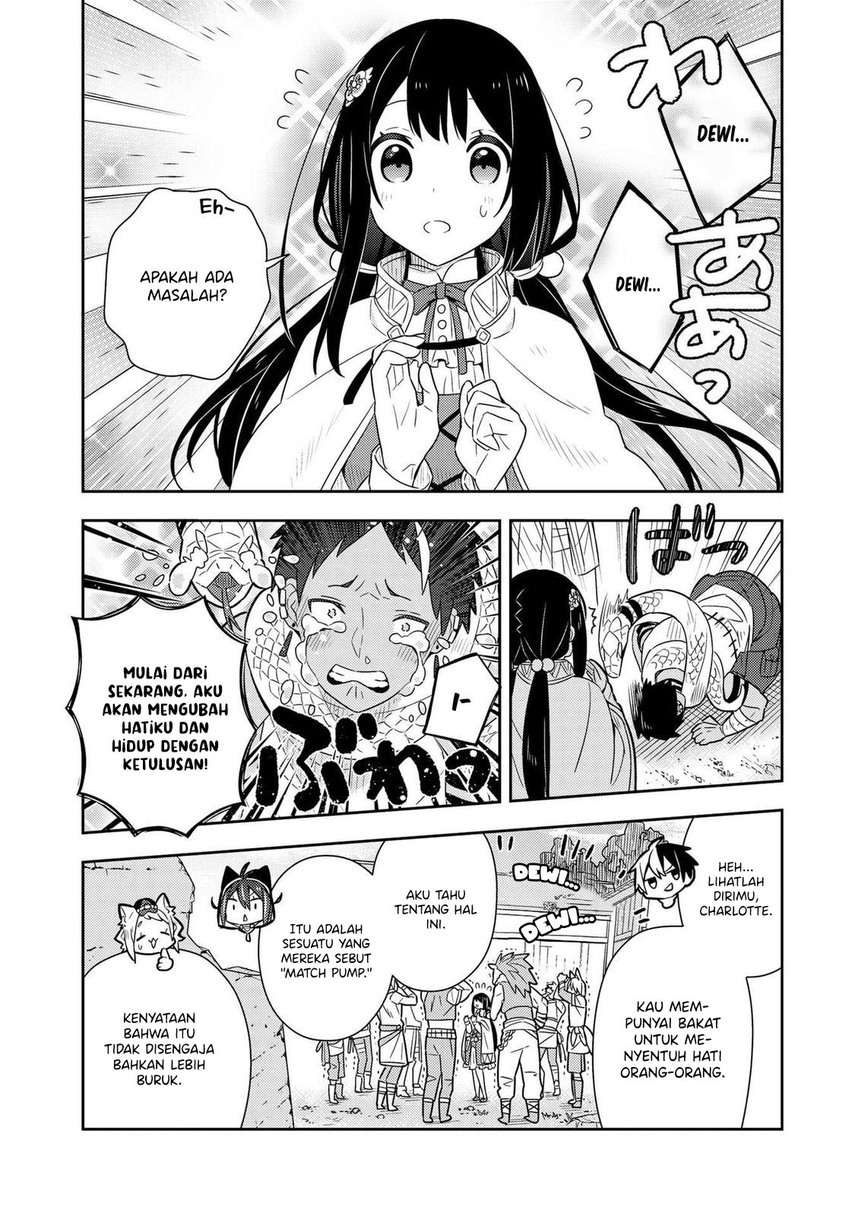 わ
DEWI...
DEWI...
ああっ
Eh-
APAKAH ADA
MASALAH?
ばっ
ト-
MULAI DARI
SEKARANG, AKU
AKAN MENGUBAH
HATIKU DAN
HIDUP DENGAN
KETULUSAN!
ぶわっ
HEH...
LIHATLAH
DIRIMU,
CHARLOTTE.
KAU MEM-
PUNYAI BAKAT
UNTUK ME-
NYENTUH HATI
ORANG-ORANG.
DEWI...
DEWI...
AKU TAHU
TENTANG HAL
INI.
ITU ADALAH
SESUATU YANG
MEREKA SEBUT
"MATCH PUMP."
KENYATAAN
BAHWA ITU
TIDAK DISENGAJA
BAHKAN LEBIH
BURUK.